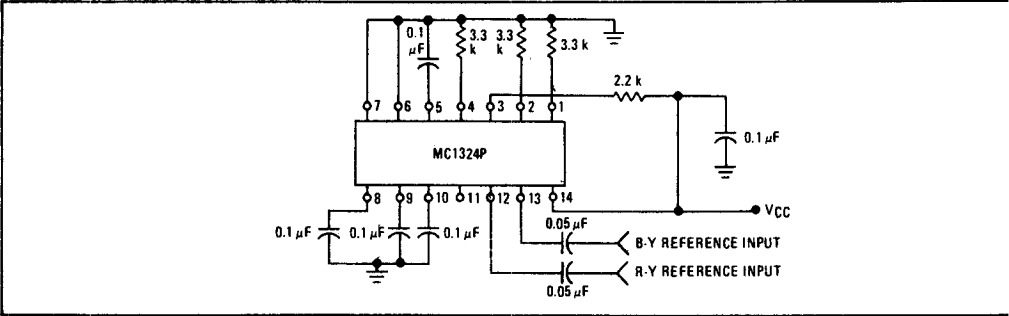 0.1
µF
3.3
k
3.3
k
3.3 k
2.2 k
7
6
5
4
3
2
1
0.1 µF
MC1324P
8
9
10
11
12
13
14
VCC
0.1 µF
0.1 µF
0.1 µF
0.05 µF
B-Y REFERENCE INPUT
R-Y REFERENCE INPUT
0.05 µF